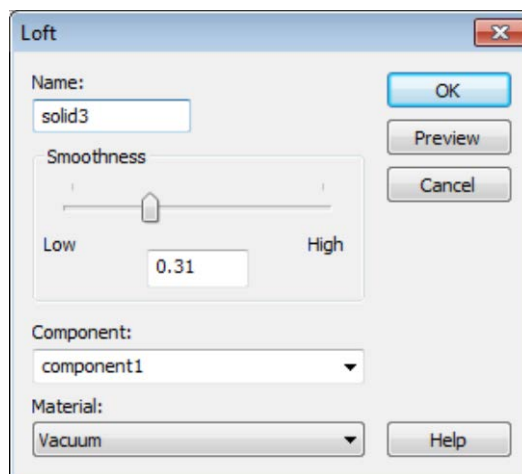 Loft
Name:
solid3
OK
Preview
Cancel
Smoothness
Low
High
0.31
Component:
component1
Material:
Vacuum
Help